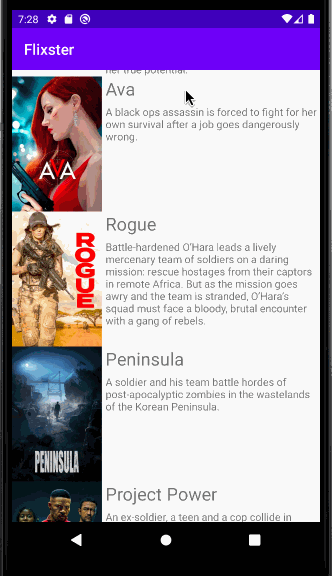 7:28
Flixster
her true potential.
Ava
A black ops assassin is forced to fight for her
own survival after a job goes dangerously
wrong.
AVA
Rogue
Battle-hardened O'Hara leads a lively
mercenary team of soldiers on a daring
mission: rescue hostages from their captors
in remote Africa. But as the mission goes
awry and the team is stranded, O'Hara's
squad must face a bloody, brutal encounter
with a gang of rebels.
ROGUE
Peninsula
A soldier and his team battle hordes of
post-apocalyptic zombies in the wastelands
of the Korean Peninsula.
PENINSULA
Project Power
An ex-soldier, a teen and a cop collide in